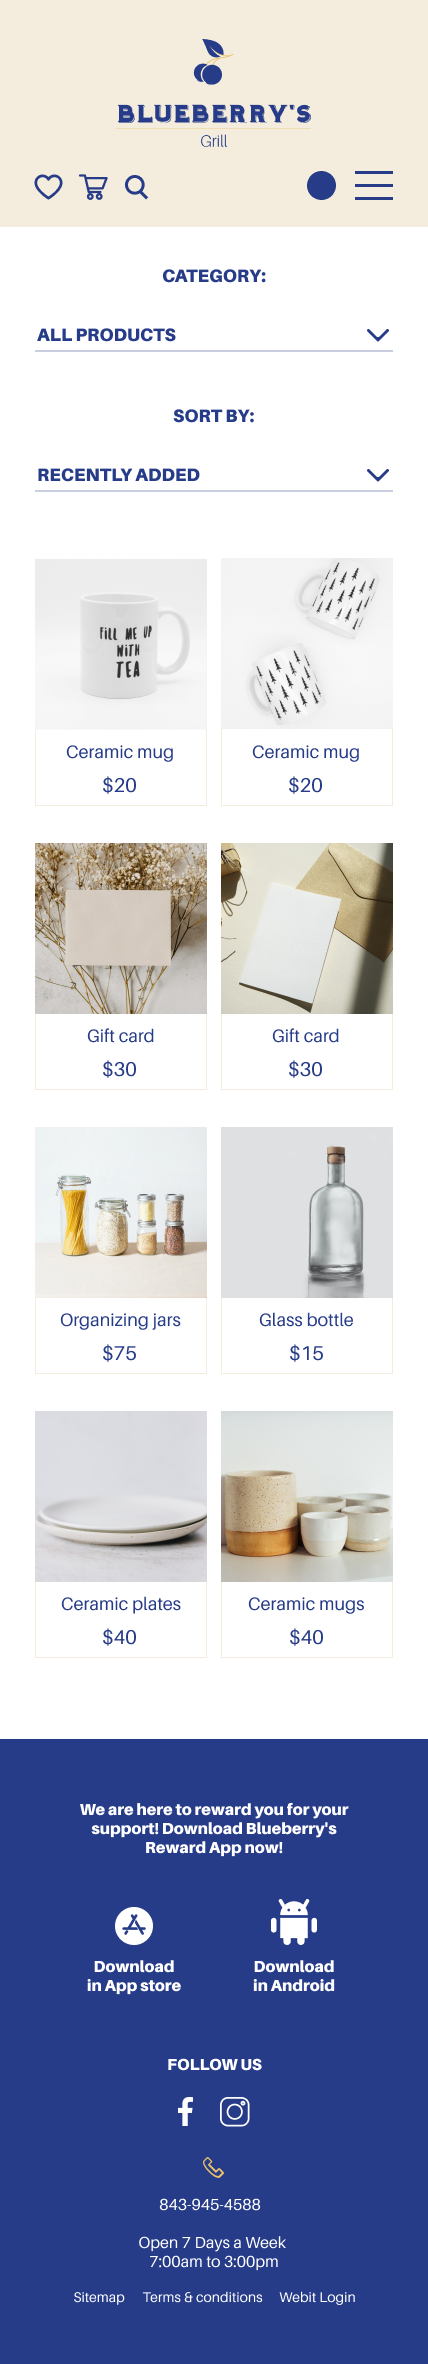 BLUEBERRY'S
Grill
CATEGORY:
ALL PRODUCTS
SORT BY:
RECENTLY ADDED
FiLL ME UP
WiTH
TEA
Ceramic mug
$20
Ceramic mug
$20
Gift card
$30
Gift card
$30
Organizing jars
$75
Glass bottle
$15
Ceramic plates
$40
Ceramic mugs
$40
We are here to reward you for your
support! Download Blueberry's
Reward App now!
Download
in App store
Download
in Android
FOLLOW US
843-945-4588
Open 7 Days a Week
7:00am to 3:00pm
Sitemap Terms & conditions Webit Login